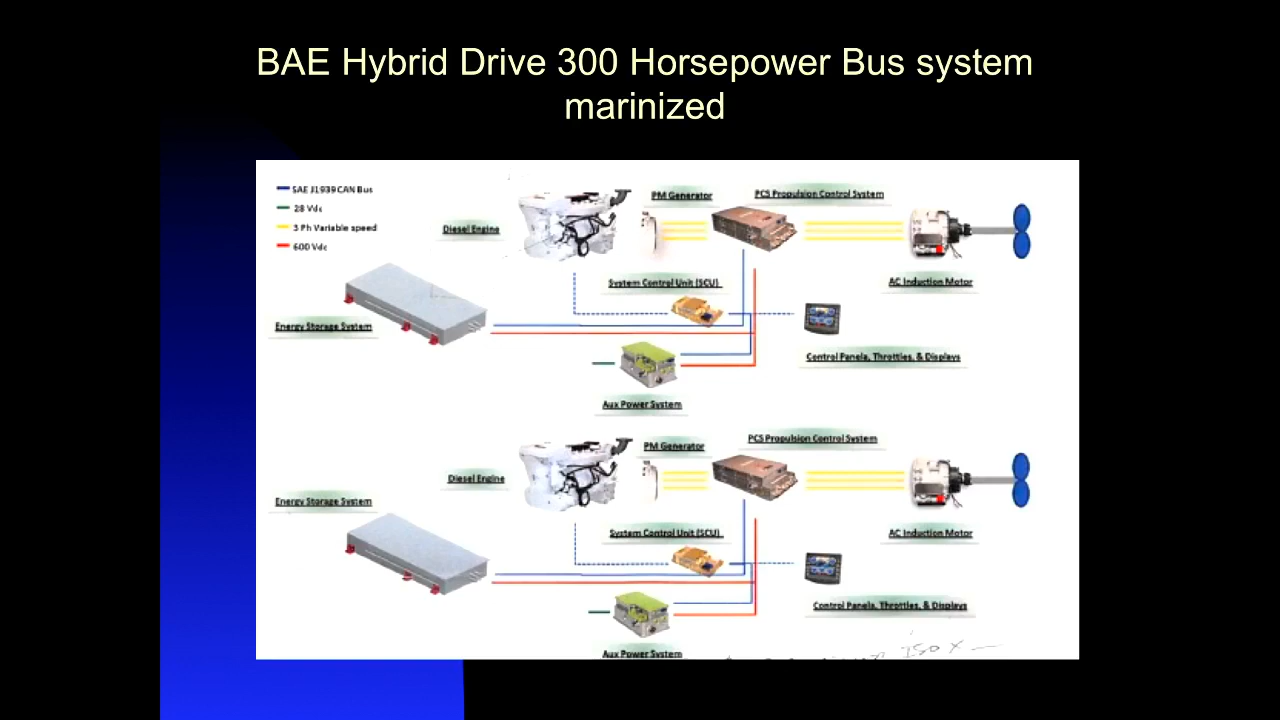 BAE Hybrid Drive 300 Horsepower Bus system
marinized
SAE J1939 CAN Bus
28 Vdc
3 Ph Variable speed
600 Vdc
Diesel Engine
PM Generator
PCS Propulsion Control System
AC Induction Motor
System Control Unit (SCU)
Energy Storage System
Control Panels, Throttles, & Displays
Aux Power System
PCS Propulsion Control System
PM Generator
Diesel Engine
Energy Storage System
System Control Unit (SCU)
AC Induction Motor
Control Panels, Throttles, & Displays
Aux Power System